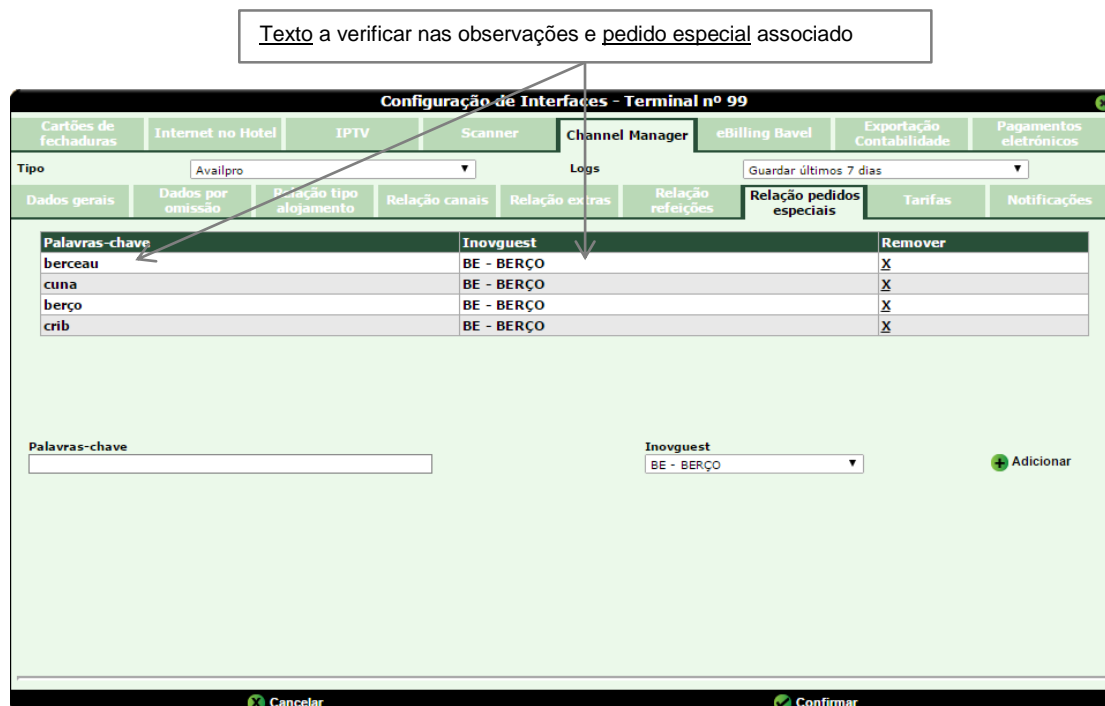 Texto a verificar nas observações e pedido especial associado
Configuração de Interfaces - Terminal nº 99
Cartões de fechaduras
Internet no Hotel
IPTV
Scanner
Channel Manager
eBilling Bavel
Exportação Contabilidade
Pagamentos eletrónicos
Tipo
Availpro
Logs
Guardar últimos 7 dias
Dados gerais
Dados por omissão
Relação tipo alojamento
Relação canais
Relação extras
Relação refeições
Relação pedidos especiais
Tarifas
Notificações
Palavras-chave Inovguest Remover
berceau BE - BERÇO X
cuna BE - BERÇO X
berço BE - BERÇO X
crib BE - BERÇO X
Palavras-chave
Inovguest
BE - BERÇO
Adicionar
Cancelar
Confirmar